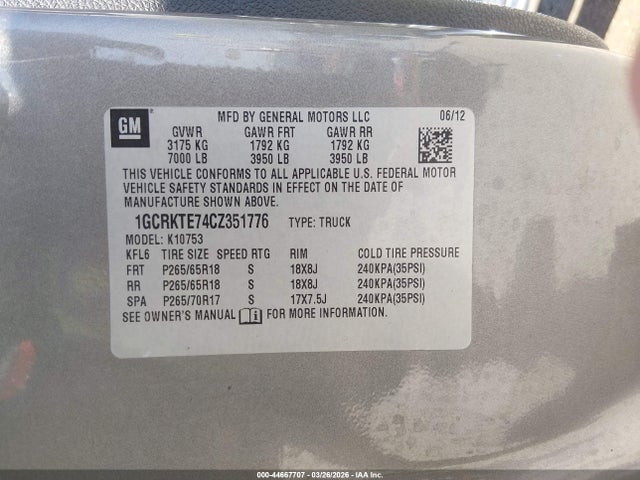 GM
MFD BY GENERAL MOTORS LLC 06/12
GVWR GAWR FRT GAWR RR
3175 KG 1792 KG 1792 KG
7000 LB 3950 LB 3950 LB
THIS VEHICLE CONFORMS TO ALL APPLICABLE U.S. FEDERAL MOTOR
VEHICLE SAFETY STANDARDS IN EFFECT ON THE DATE OF
MANUFACTURE SHOWN ABOVE.
1GCRKTE74CZ351776 TYPE: TRUCK
MODEL: K10753
KFL6 TIRE SIZE SPEED RTG RIM COLD TIRE PRESSURE
FRT P265/65R18 S 18X8J 240KPA(35PSI)
RR P265/65R18 S 18X8J 240KPA(35PSI)
SPA P265/70R17 S 17X7.5J 240KPA(35PSI)
SEE OWNER'S MANUAL FOR MORE INFORMATION.
000-44667707 - 03/26/2026 - IAA Inc.